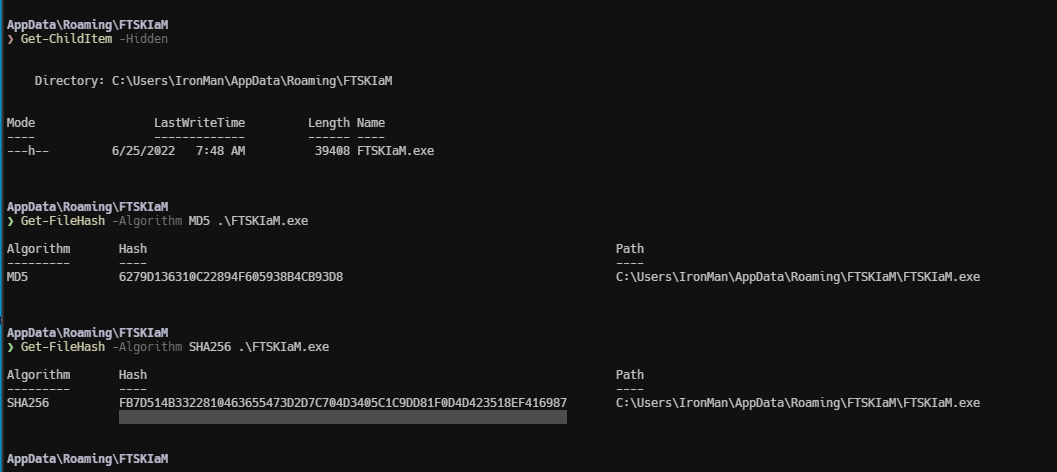 AppData\Roaming\FTSKIaM
❯ Get-ChildItem -Hidden
Directory: C:\Users\IronMan\AppData\Roaming\FTSKIaM
Mode LastWriteTime Length Name
---- ------------- ------ ----
---h-- 6/25/2022 7:48 AM 39408 FTSKIaM.exe
AppData\Roaming\FTSKIaM
❯ Get-FileHash -Algorithm MD5 .\FTSKIaM.exe
Algorithm Hash Path
--------- ---- ----
MD5 6279D136310C22894F605938B4CB93D8 C:\Users\IronMan\AppData\Roaming\FTSKIaM\FTSKIaM.exe
AppData\Roaming\FTSKIaM
❯ Get-FileHash -Algorithm SHA256 .\FTSKIaM.exe
Algorithm Hash Path
--------- ---- ----
SHA256 FB7D514B3322810463655473D2D7C704D3405C1C9DD81F0D4D423518EF416987 C:\Users\IronMan\AppData\Roaming\FTSKIaM\FTSKIaM.exe
AppData\Roaming\FTSKIaM